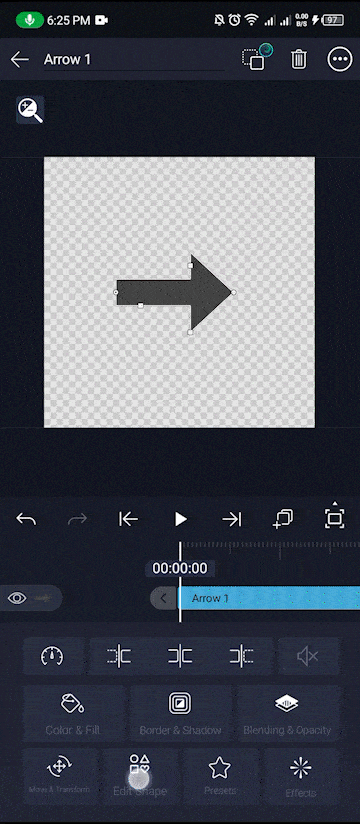 6:25 PM
0.00
B/S
97
Arrow 1
00:00:00
Arrow 1
Color & Fill
Border & Shadow
Blending & Opacity
Move & Transform
Edit Shape
Presets
Effects